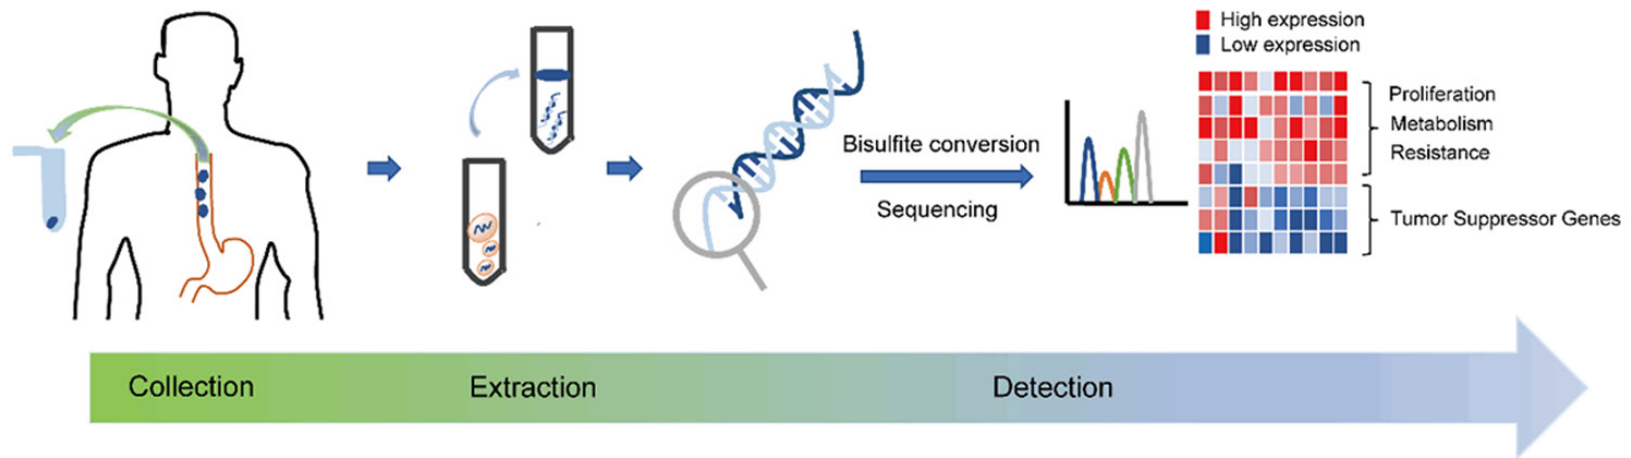 High expression
Low expression
Proliferation
Metabolism
Resistance
Bisulfite conversion
Sequencing
Tumor Suppressor Genes
Collection
Extraction
Detection